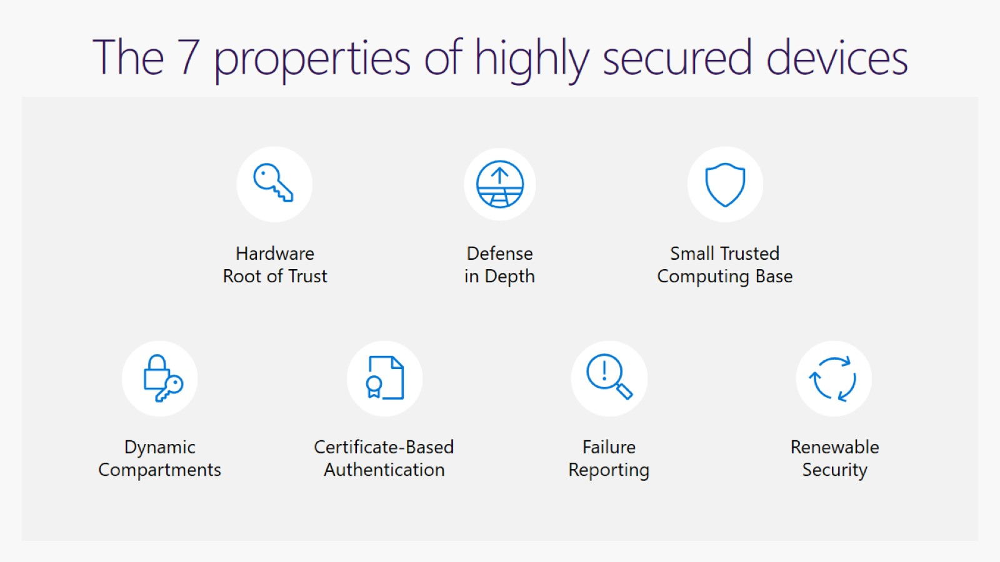 The 7 properties of highly secured devices
Hardware
Root of Trust
Defense
in Depth
Small Trusted
Computing Base
Dynamic
Compartments
Certificate-Based
Authentication
Failure
Reporting
Renewable
Security